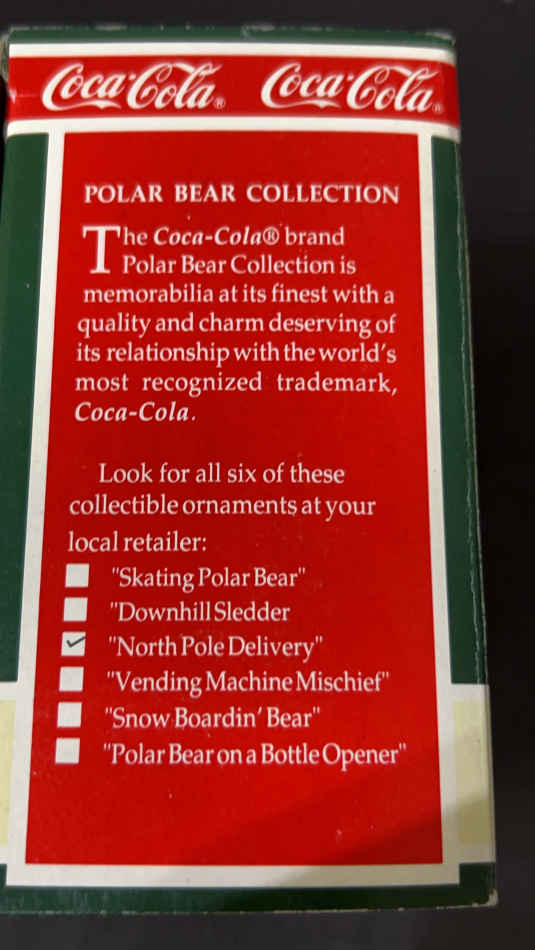 Coca-Cola® Coca-Cola®
POLAR BEAR COLLECTION
The Coca-Cola® brand
Polar Bear Collection is
memorabilia at its finest with a
quality and charm deserving of
its relationship with the world's
most recognized trademark,
Coca-Cola.
Look for all six of these
collectible ornaments at your
local retailer:
"Skating Polar Bear"
"Downhill Sledder
"North Pole Delivery"
"Vending Machine Mischief"
"Snow Boardin' Bear"
"Polar Bear on a Bottle Opener"